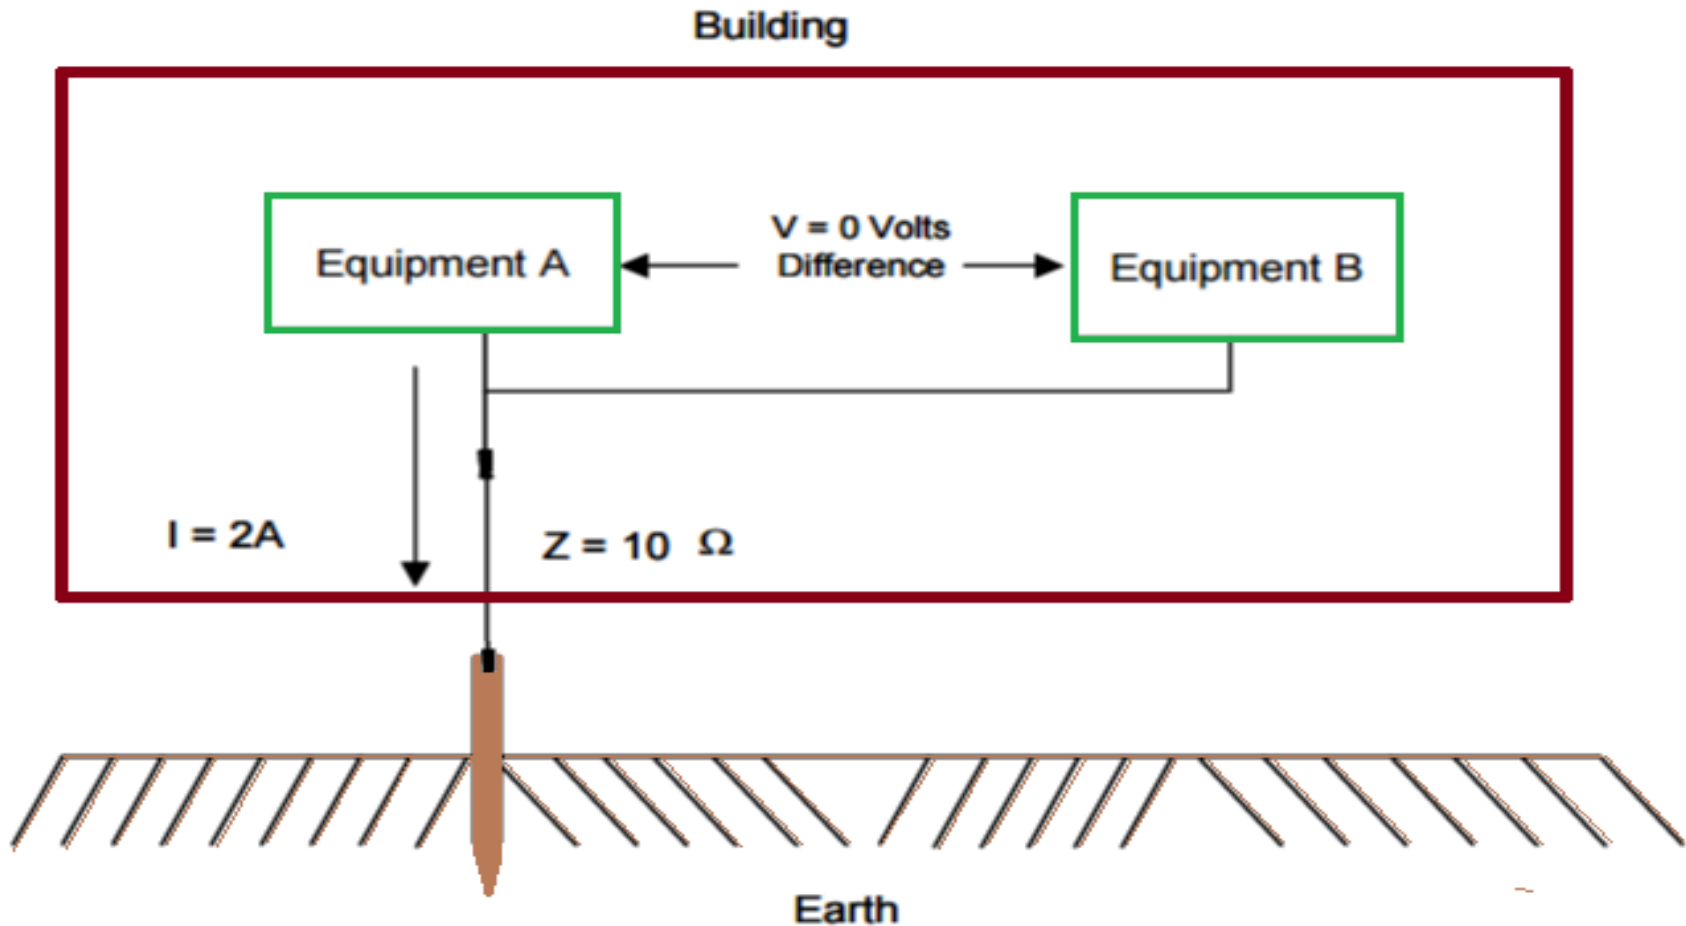 Building
Equipment A
V = 0 Volts
Difference
Equipment B
I = 2A
Z = 10 Ω
Earth